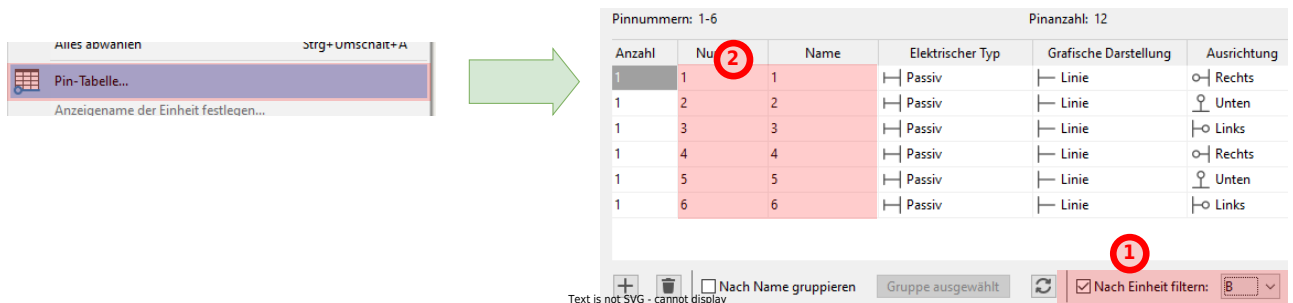 Alles abwählen Strg+Umschalt+A
Pin-Tabelle...
Anzeigename der Einheit festlegen...
Pinnummern: 1-6 Pinanzahl: 12
Anzahl Name Elektrischer Typ Grafische Darstellung Ausrichtung
2
1 1 1 Passiv Linie Rechts
1 2 2 Passiv Linie Unten
1 3 3 Passiv Linie Links
1 4 4 Passiv Linie Rechts
1 5 5 Passiv Linie Unten
1 6 6 Passiv Linie Links
1
Nach Name gruppieren Gruppe ausgewählt Nach Einheit filtern: B
Text is not SVG - cannot display